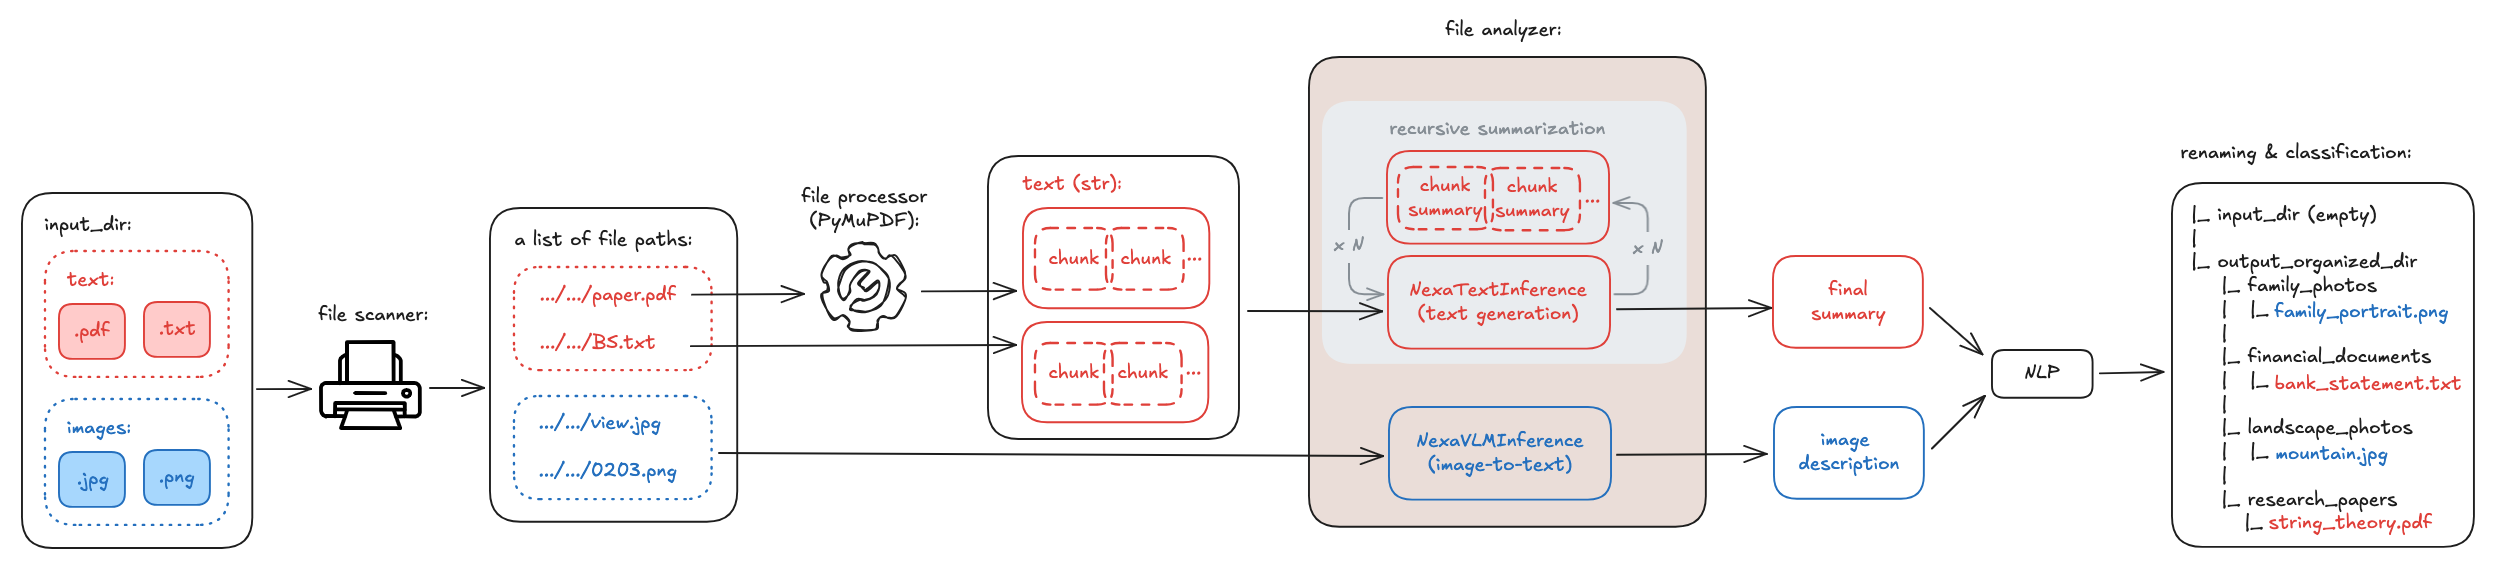 input_dir:
text:
.pdf
.txt
images:
.jpg
.png
file scanner:
a list of file paths:
.../.../paper.pdf
.../.../BS.txt
.../.../view.jpg
.../.../0203.png
file processor
(PyMuPDF):
text (str):
chunk
chunk
...
chunk
chunk
...
file analyzer:
recursive summarization
chunk
summary
chunk
summary
...
x N
x N
NexaTextInference
(text generation)
NexaVLMInference
(image-to-text)
final
summary
image
description
NLP
renaming & classification:
|_ input_dir (empty)
|
|_ output_organized_dir
|_ family_photos
| |_ family_portrait.png
|
|_ financial_documents
| |_ bank_statement.txt
|
|_ landscape_photos
| |_ mountain.jpg
|
|_ research_papers
|_ string_theory.pdf